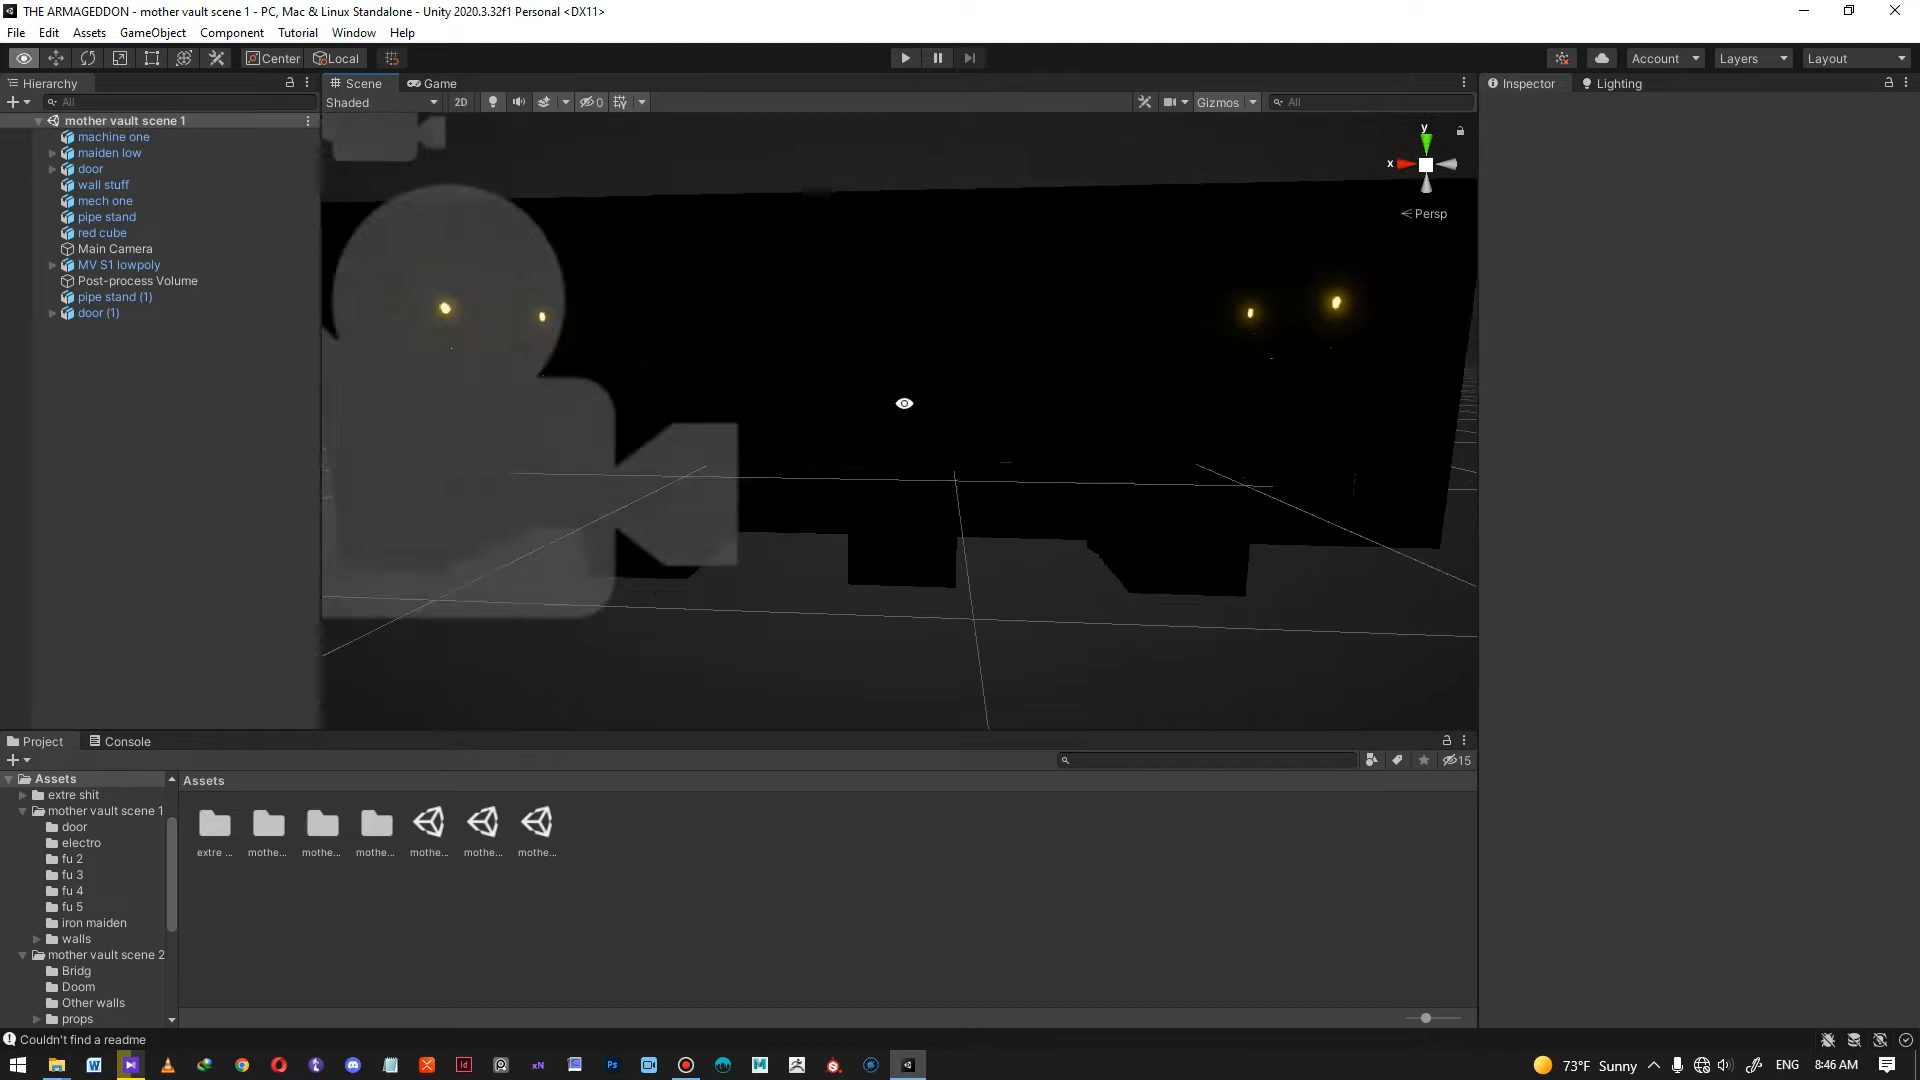 THE ARMAGEDDON - mother vault scene 1 - PC, Mac & Linux Standalone - Unity 2020.3.32f1 Personal <DX11>
File Edit Assets GameObject Component Tools Tutorial Window Help
Center Local Account Layers Layout
Hierarchy
Scene Game
Inspector Lighting
All
Shaded 2D 0 Gizmos All
mother vault scene 1
machine one
maiden low
door
wall stuff
mech one
pipe stand
red cube
Main Camera
MV S1 lowpoly
Post-process Volume
pipe stand (1)
door (1)
y
x
Persp
Project Console
15
Assets
extre shit
mother vault scene 1
door
electro
fu 2
fu 3
fu 4
fu 5
iron maiden
walls
mother vault scene 2
Bridg
Doom
Other walls
props
Assets
extre ... mothe... mothe... mothe... mothe... mothe... mothe...
Couldn't find a readme
73°F Sunny ENG 8:46 AM